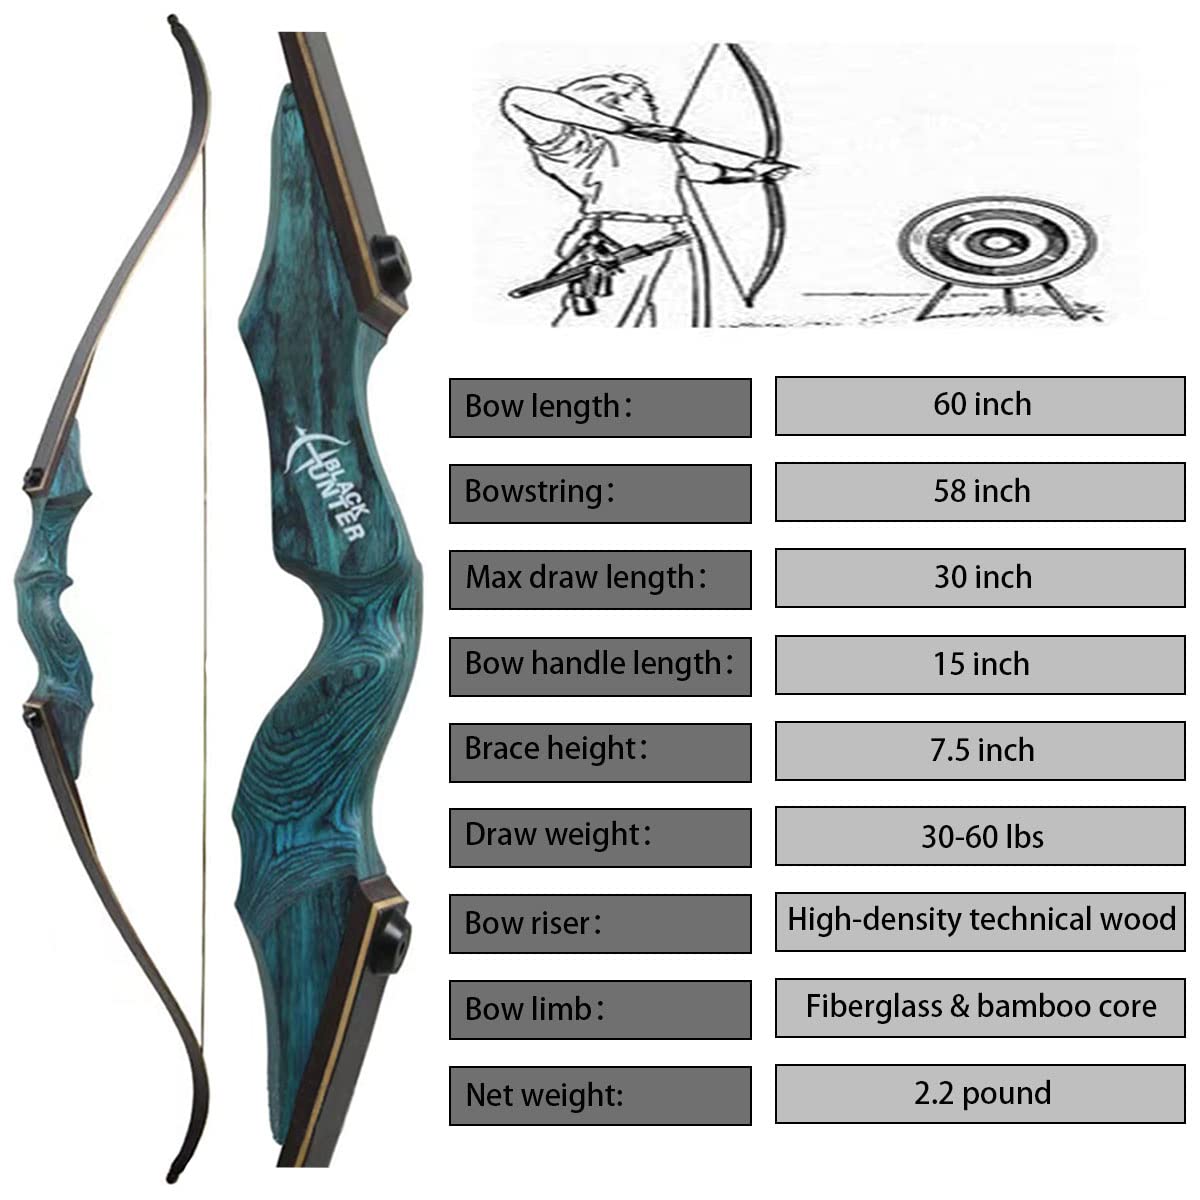 BLACK
HUNTER
Bow length: 60 inch
Bowstring: 58 inch
Max draw length: 30 inch
Bow handle length: 15 inch
Brace height: 7.5 inch
Draw weight: 30-60 lbs
Bow riser: High-density technical wood
Bow limb: Fiberglass & bamboo core
Net weight: 2.2 pound